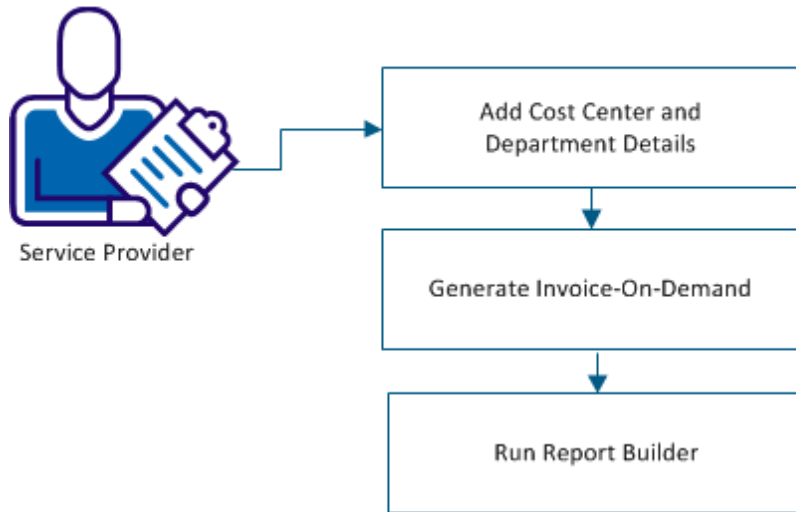 Add Cost Center and
Department Details
Service Provider
Generate Invoice-On-Demand
Run Report Builder